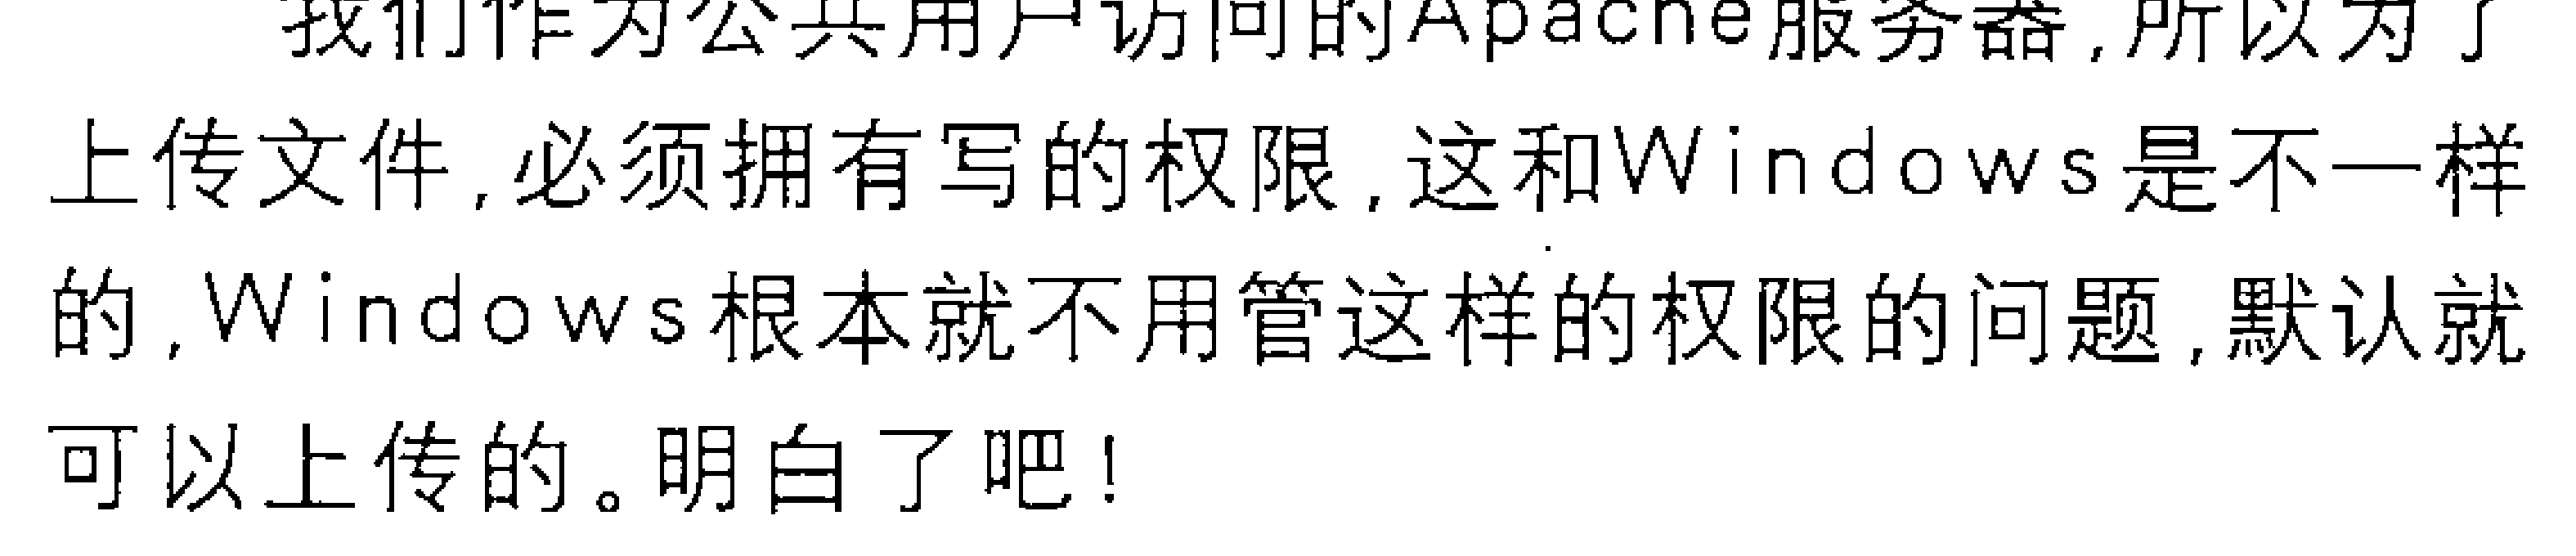 我们作为公共用户访问的Apache服务器,所以为了
上传文件,必须拥有写的权限,这和Windows是不一样
的,Windows根本就不用管这样的权限的问题,默认就
可以上传的。明白了吧!